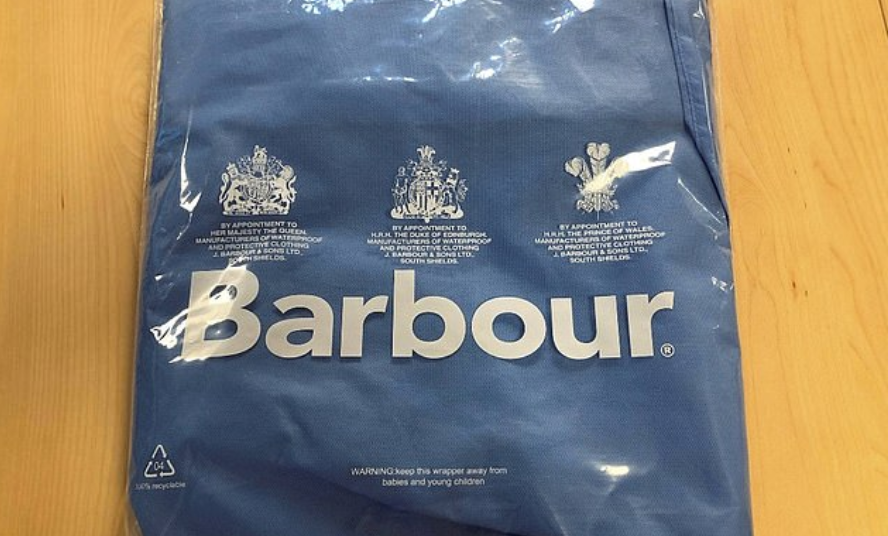 BY APPOINTMENT TO
HER MAJESTY THE QUEEN.
MANUFACTURERS OF WATERPROOF
AND PROTECTIVE CLOTHING
J. BARBOUR & SONS LTD.,
SOUTH SHIELDS.
BY APPOINTMENT TO
H.R.H. THE DUKE OF EDINBURGH.
MANUFACTURERS OF WATERPROOF
AND PROTECTIVE CLOTHING
J. BARBOUR & SONS LTD.,
SOUTH SHIELDS.
BY APPOINTMENT TO
H.R.H. THE PRINCE OF WALES.
MANUFACTURERS OF WATERPROOF
AND PROTECTIVE CLOTHING
J. BARBOUR & SONS LTD.,
SOUTH SHIELDS.
Barbour®
04
100% recyclable
WARNING:keep this wrapper away from
babies and young children